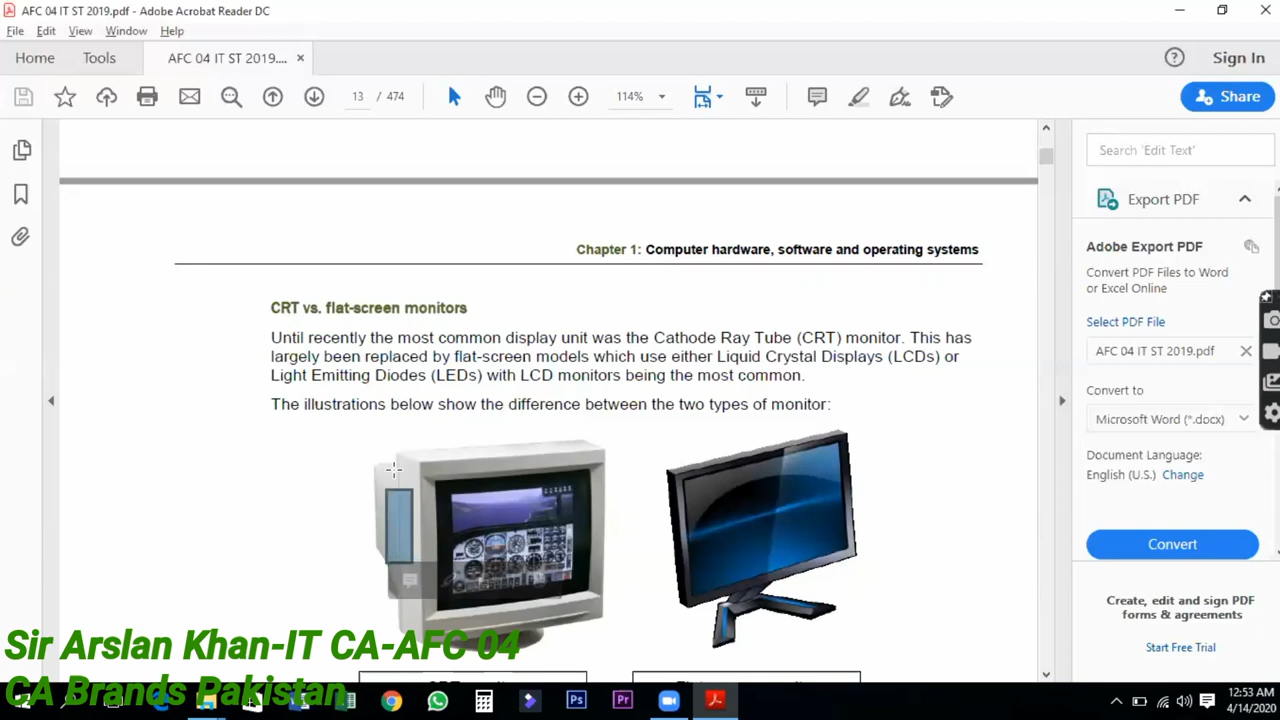 AFC 04 IT ST 2019.pdf - Adobe Acrobat Reader DC
File Edit View Window Help
Home Tools AFC 04 IT ST 2019.... × Sign In
13 / 474 114% Share
Search 'Edit Text'
Export PDF
Adobe Export PDF
Convert PDF Files to Word
or Excel Online
Select PDF File
AFC 04 IT ST 2019.pdf
Convert to
Microsoft Word (*.docx)
Document Language:
English (U.S.) Change
Convert
Create, edit and sign PDF
forms & agreements
Start Free Trial
Chapter 1: Computer hardware, software and operating systems
CRT vs. flat-screen monitors
Until recently the most common display unit was the Cathode Ray Tube (CRT) monitor. This has
largely been replaced by flat-screen models which use either Liquid Crystal Displays (LCDs) or
Light Emitting Diodes (LEDs) with LCD monitors being the most common.
The illustrations below show the difference between the two types of monitor:
Sir Arslan Khan-IT CA-AFC 04
CA Brands Pakistan
12:53 AM
4/14/2020